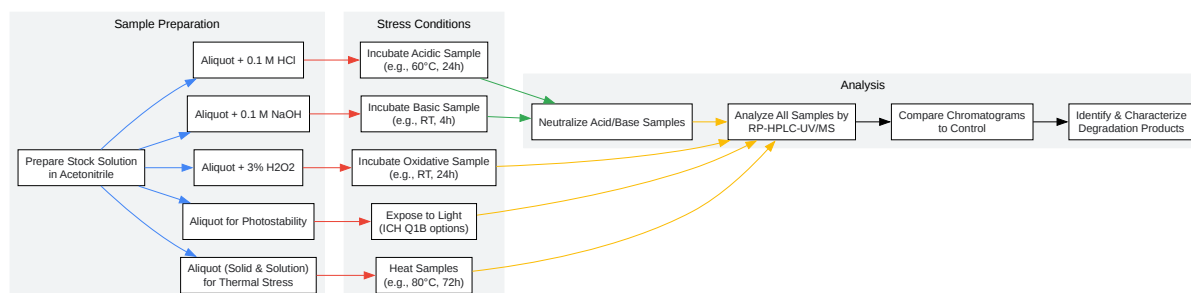 Sample Preparation
Prepare Stock Solution
in Acetonitrile
Aliquot + 0.1 M HCl
Aliquot + 0.1 M NaOH
Aliquot + 3% H2O2
Aliquot for Photostability
Aliquot (Solid & Solution)
for Thermal Stress
Stress Conditions
Incubate Acidic Sample
(e.g., 60°C, 24h)
Incubate Basic Sample
(e.g., RT, 4h)
Incubate Oxidative Sample
(e.g., RT, 24h)
Expose to Light
(ICH Q1B options)
Heat Samples
(e.g., 80°C, 72h)
Analysis
Neutralize Acid/Base Samples
Analyze All Samples by
RP-HPLC-UV/MS
Compare Chromatograms
to Control
Identify & Characterize
Degradation Products